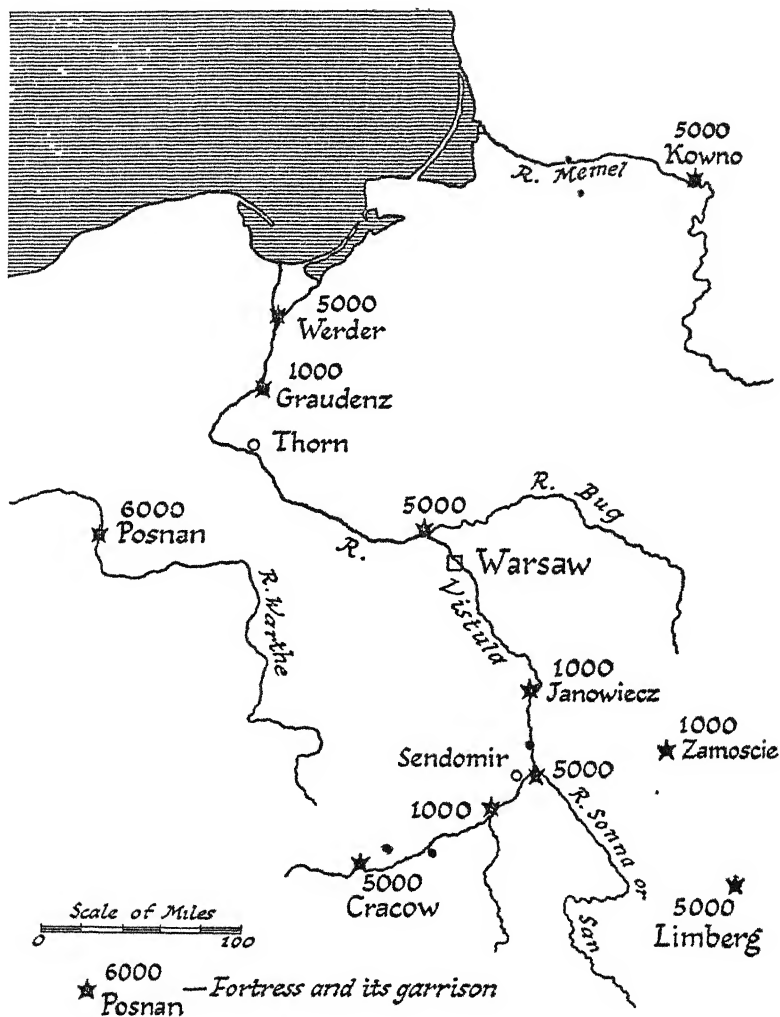 5000
Kowno
R. Memel
5000
Werder
1000
Graudenz
Thorn
6000
Posnan
5000
R. Bug
R. Vistula
Warsaw
R. Warthe
1000
Janowiecz
1000
Zamoscie
Sendomir
5000
1000
R. Sonna or San
5000
Cracow
5000
Limberg
Scale of Miles
0 100
6000
Posnan
—Fortress and its garrison